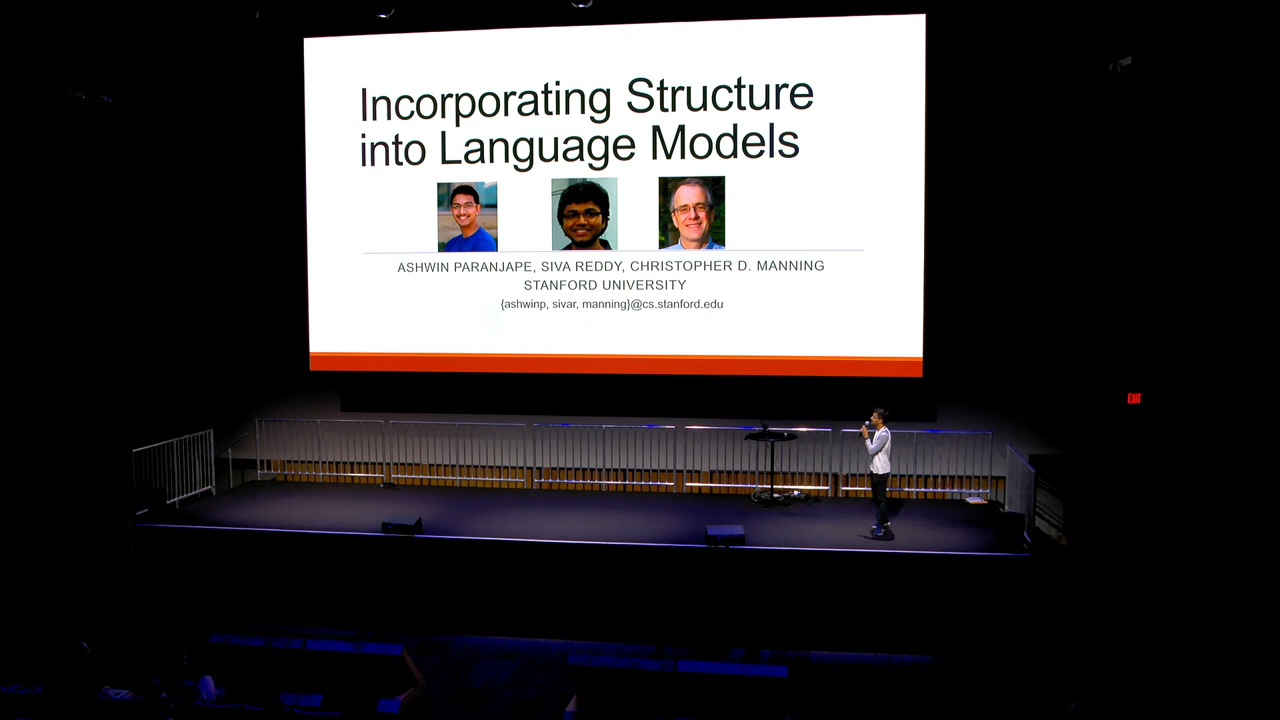 Incorporating Structure
into Language Models
ASHWIN PARANJAPE, SIVA REDDY, CHRISTOPHER D. MANNING
STANFORD UNIVERSITY
{ashwinp, sivar, manning}@cs.stanford.edu
EXIT